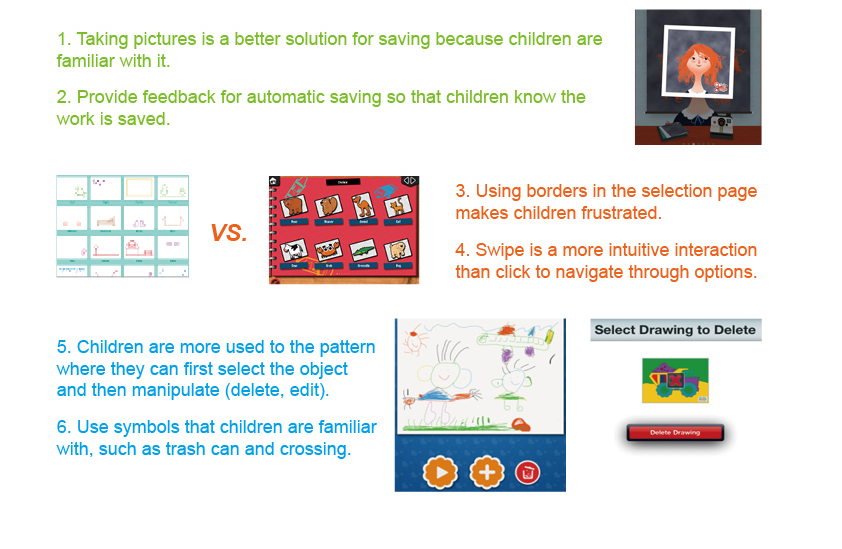 1. Taking pictures is a better solution for saving because children are
familiar with it.
2. Provide feedback for automatic saving so that children know the
work is saved.
VS.
3. Using borders in the selection page
makes children frustrated.
4. Swipe is a more intuitive interaction
than click to navigate through options.
5. Children are more used to the pattern
where they can first select the object
and then manipulate (delete, edit).
6. Use symbols that children are familiar
with, such as trash can and crossing.
Select Drawing to Delete
Delete Drawing